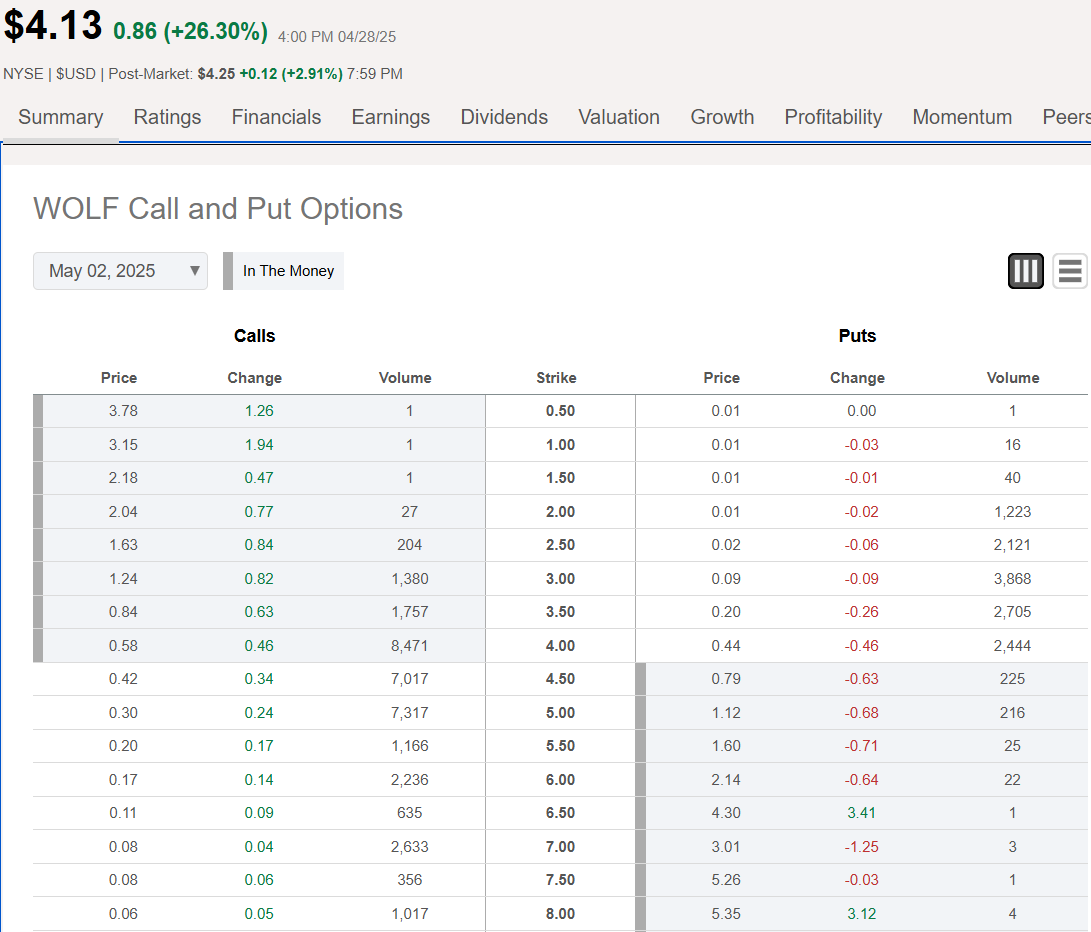 $4.13 0.86 (+26.30%) 4:00 PM 04/28/25
NYSE | $USD | Post-Market: $4.25 +0.12 (+2.91%) 7:59 PM
Summary Ratings Financials Earnings Dividends Valuation Growth Profitability Momentum Peers
WOLF Call and Put Options
May 02, 2025 ▼ In The Money
Calls Puts
Price Change Volume Strike Price Change Volume
3.78 1.26 1 0.50 0.01 0.00 1
3.15 1.94 1 1.00 0.01 -0.03 16
2.18 0.47 1 1.50 0.01 -0.01 40
2.04 0.77 27 2.00 0.01 -0.02 1,223
1.63 0.84 204 2.50 0.02 -0.06 2,121
1.24 0.82 1,380 3.00 0.09 -0.09 3,868
0.84 0.63 1,757 3.50 0.20 -0.26 2,705
0.58 0.46 8,471 4.00 0.44 -0.46 2,444
0.42 0.34 7,017 4.50 0.79 -0.63 225
0.30 0.24 7,317 5.00 1.12 -0.68 216
0.20 0.17 1,166 5.50 1.60 -0.71 25
0.17 0.14 2,236 6.00 2.14 -0.64 22
0.11 0.09 635 6.50 4.30 3.41 1
0.08 0.04 2,633 7.00 3.01 -1.25 3
0.08 0.06 356 7.50 5.26 -0.03 1
0.06 0.05 1,017 8.00 5.35 3.12 4